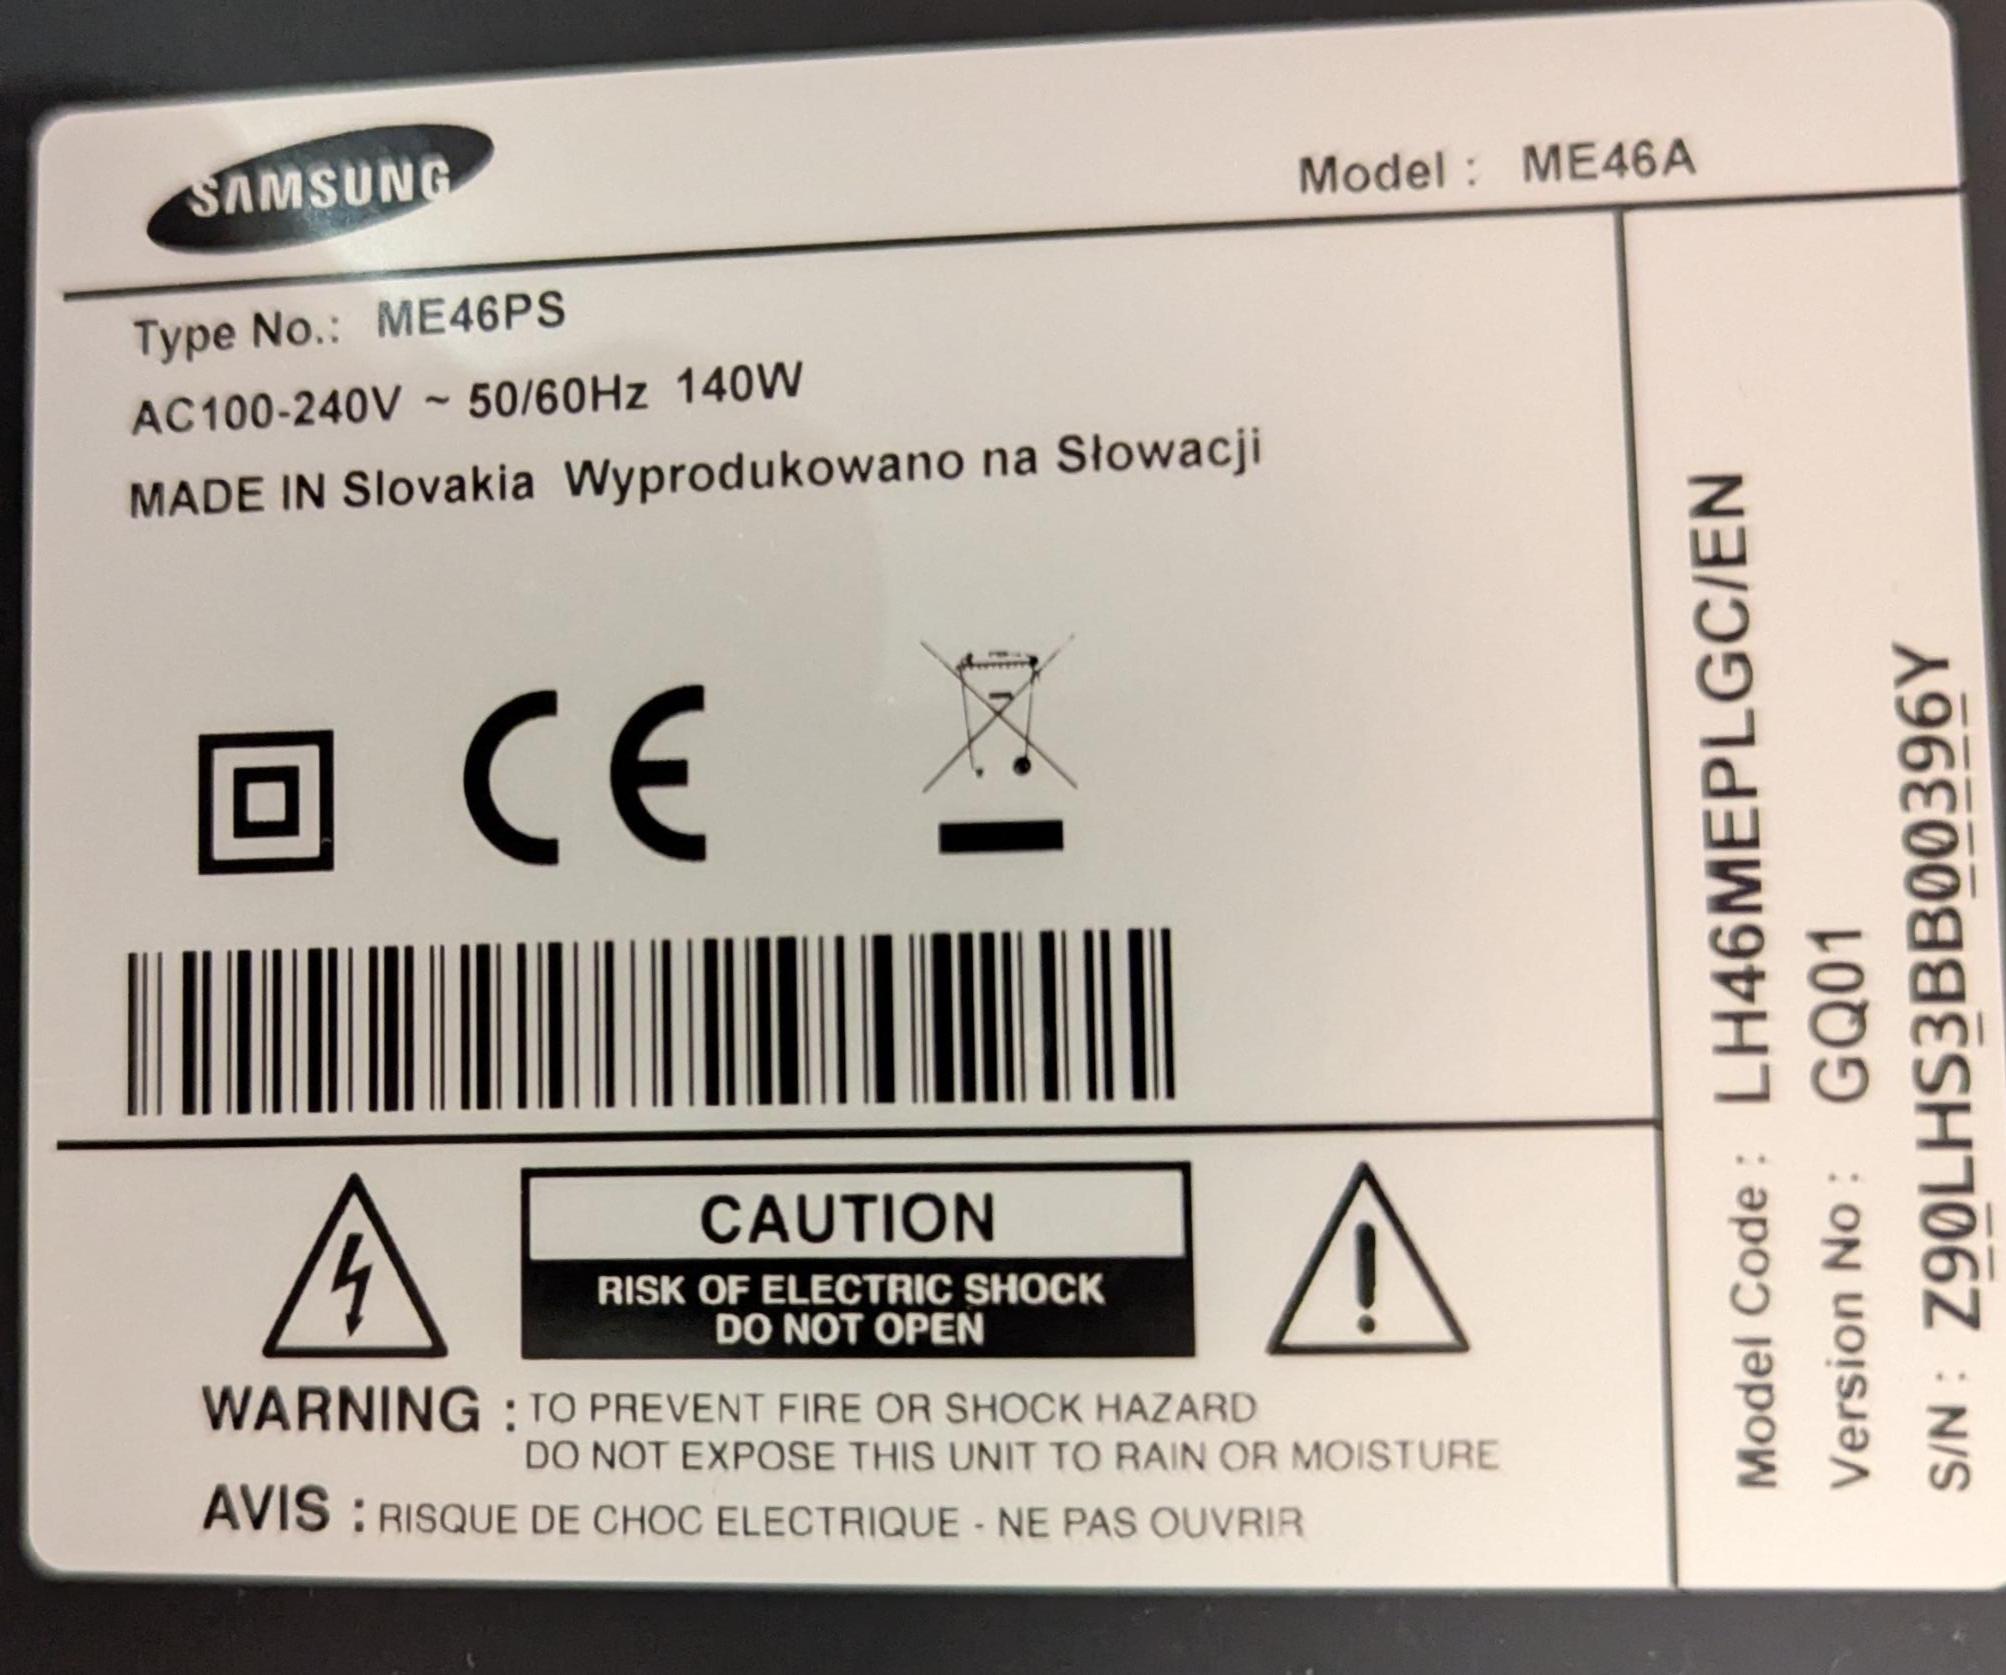 SAMSUNG
Model : ME46A
Type No.: ME46PS
AC100-240V ~ 50/60Hz 140W
MADE IN Slovakia Wyprodukowano na Słowacji
CE
CAUTION
RISK OF ELECTRIC SHOCK
DO NOT OPEN
WARNING : TO PREVENT FIRE OR SHOCK HAZARD
DO NOT EXPOSE THIS UNIT TO RAIN OR MOISTURE
AVIS : RISQUE DE CHOC ELECTRIQUE - NE PAS OUVRIR
Model Code : LH46MEPLGC/EN
Version No : GQ01
S/N : Z90LHS3BB00396Y